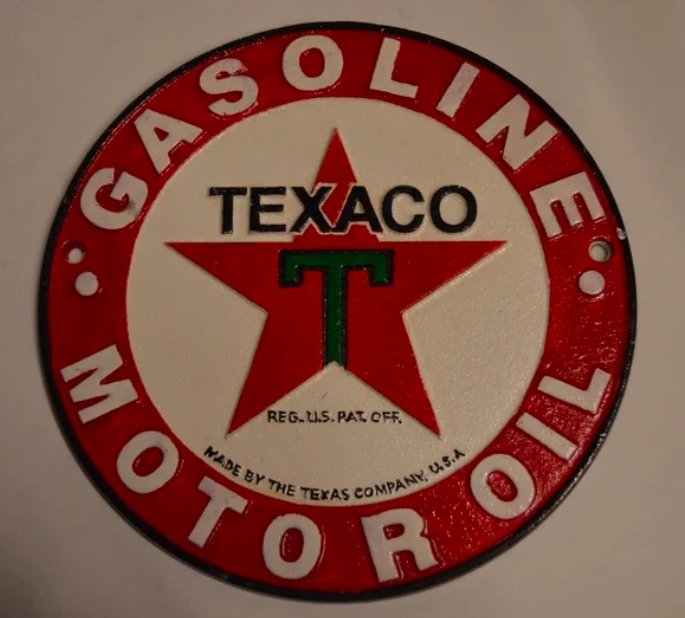 GASOLINE
TEXACO
T
REG. U.S. PAT. OFF.
MADE BY THE TEXAS COMPANY, U.S.A
MOTOR OIL